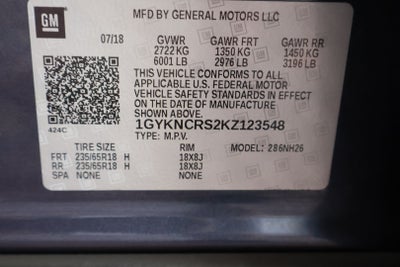 GM
MFD BY GENERAL MOTORS LLC
07/18 GVWR GAWR FRT GAWR RR
2722 KG 1350 KG 1450 KG
6001 LB 2976 LB 3196 LB
THIS VEHICLE CONFORMS TO ALL
APPLICABLE U.S. FEDERAL MOTOR
VEHICLE SAFETY STANDARDS IN EFFECT
ON THE DATE OF MANUFACTURE
SHOWN ABOVE.
424C
1GYKNCRS2KZ123548
TYPE: M.P.V. MODEL: 286NH26
TIRE SIZE RIM
FRT 235/65R18 H 18X8J
RR 235/65R18 H 18X8J
SPA NONE NONE